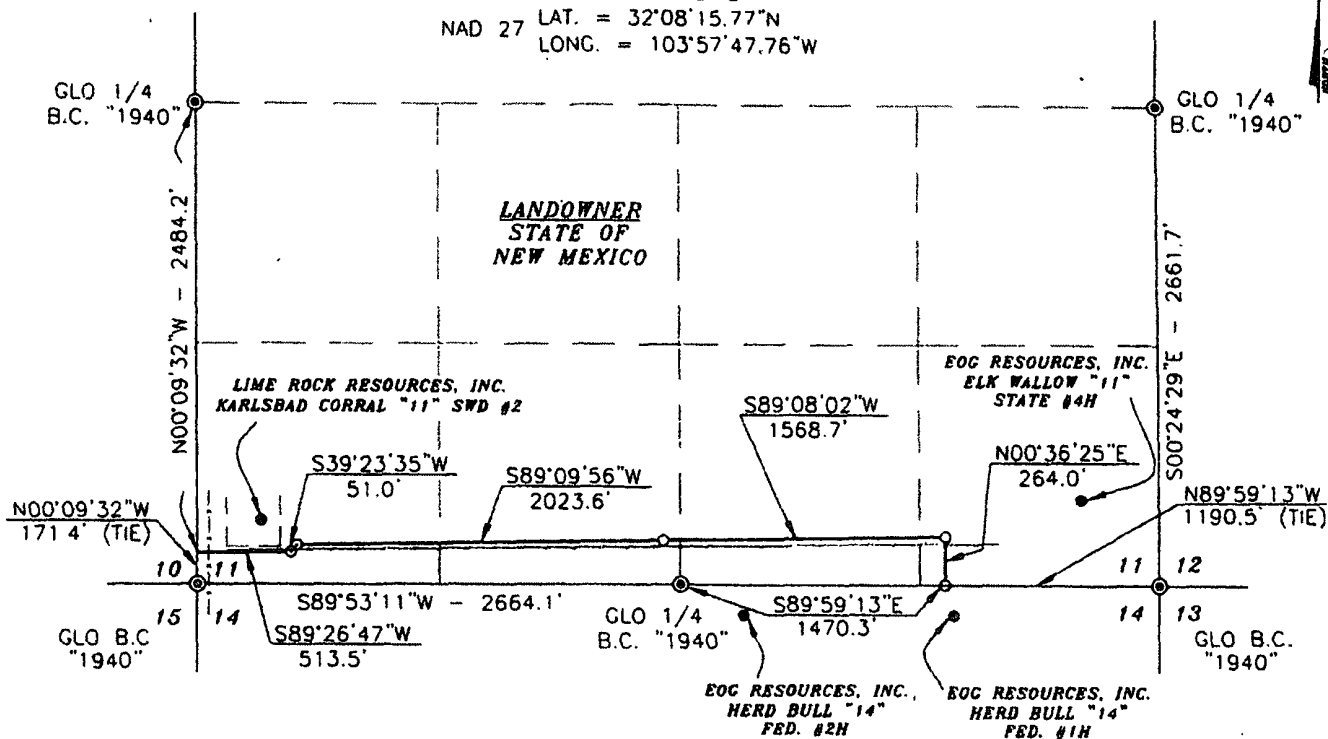 NAD 27 LAT. = 32°08'15.77"N
LONG. = 103°57'47.76"W
GLO 1/4
B.C. "1940"
GLO 1/4
B.C. "1940"
LANDOWNER
STATE OF
NEW MEXICO
N00°09'32"W - 2484.2'
S00°24'29"E - 2661.7'
LIME ROCK RESOURCES, INC.
KARLSBAD CORRAL "11" SWD #2
EOG RESOURCES, INC.
ELK WALLOW "11"
STATE #4H
S89°08'02"W
1568.7'
S39°23'35"W
51.0'
S89°09'56"W
2023.6'
N00°36'25"E
264.0'
N00°09'32"W
171.4' (TIE)
N89°59'13"W
1190.5' (TIE)
10 11
11 12
15 14
14 13
S89°53'11"W - 2664.1'
GLO 1/4
B.C. "1940"
S89°59'13"E
1470.3'
GLO B.C
"1940"
S89°26'47"W
513.5'
GLO B.C.
"1940"
EOG RESOURCES, INC.,
HERD BULL "14"
FED. #2H
EOG RESOURCES, INC.
HERD BULL "14"
FED. #1H